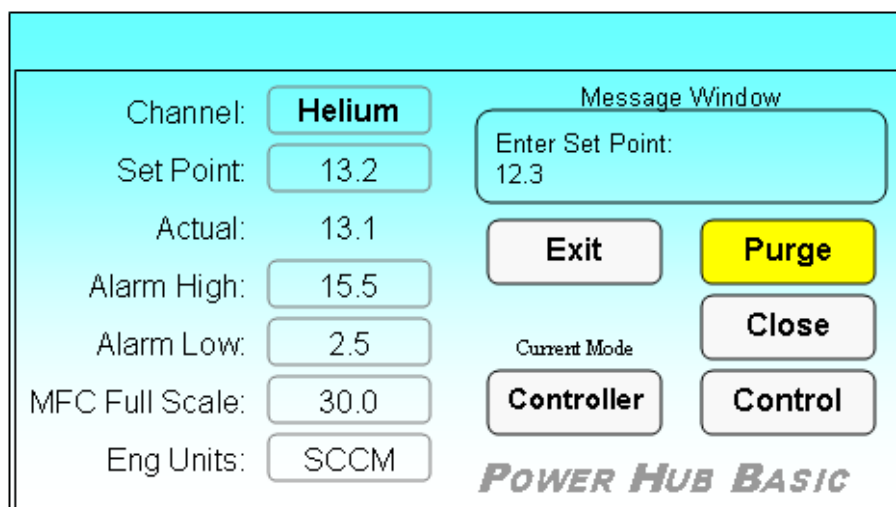 Channel: Helium
Set Point: 13.2
Actual: 13.1
Alarm High: 15.5
Alarm Low: 2.5
MFC Full Scale: 30.0
Eng Units: SCCM
Message Window
Enter Set Point:
12.3
Exit
Purge
Close
Current Mode
Controller
Control
POWER HUB BASIC